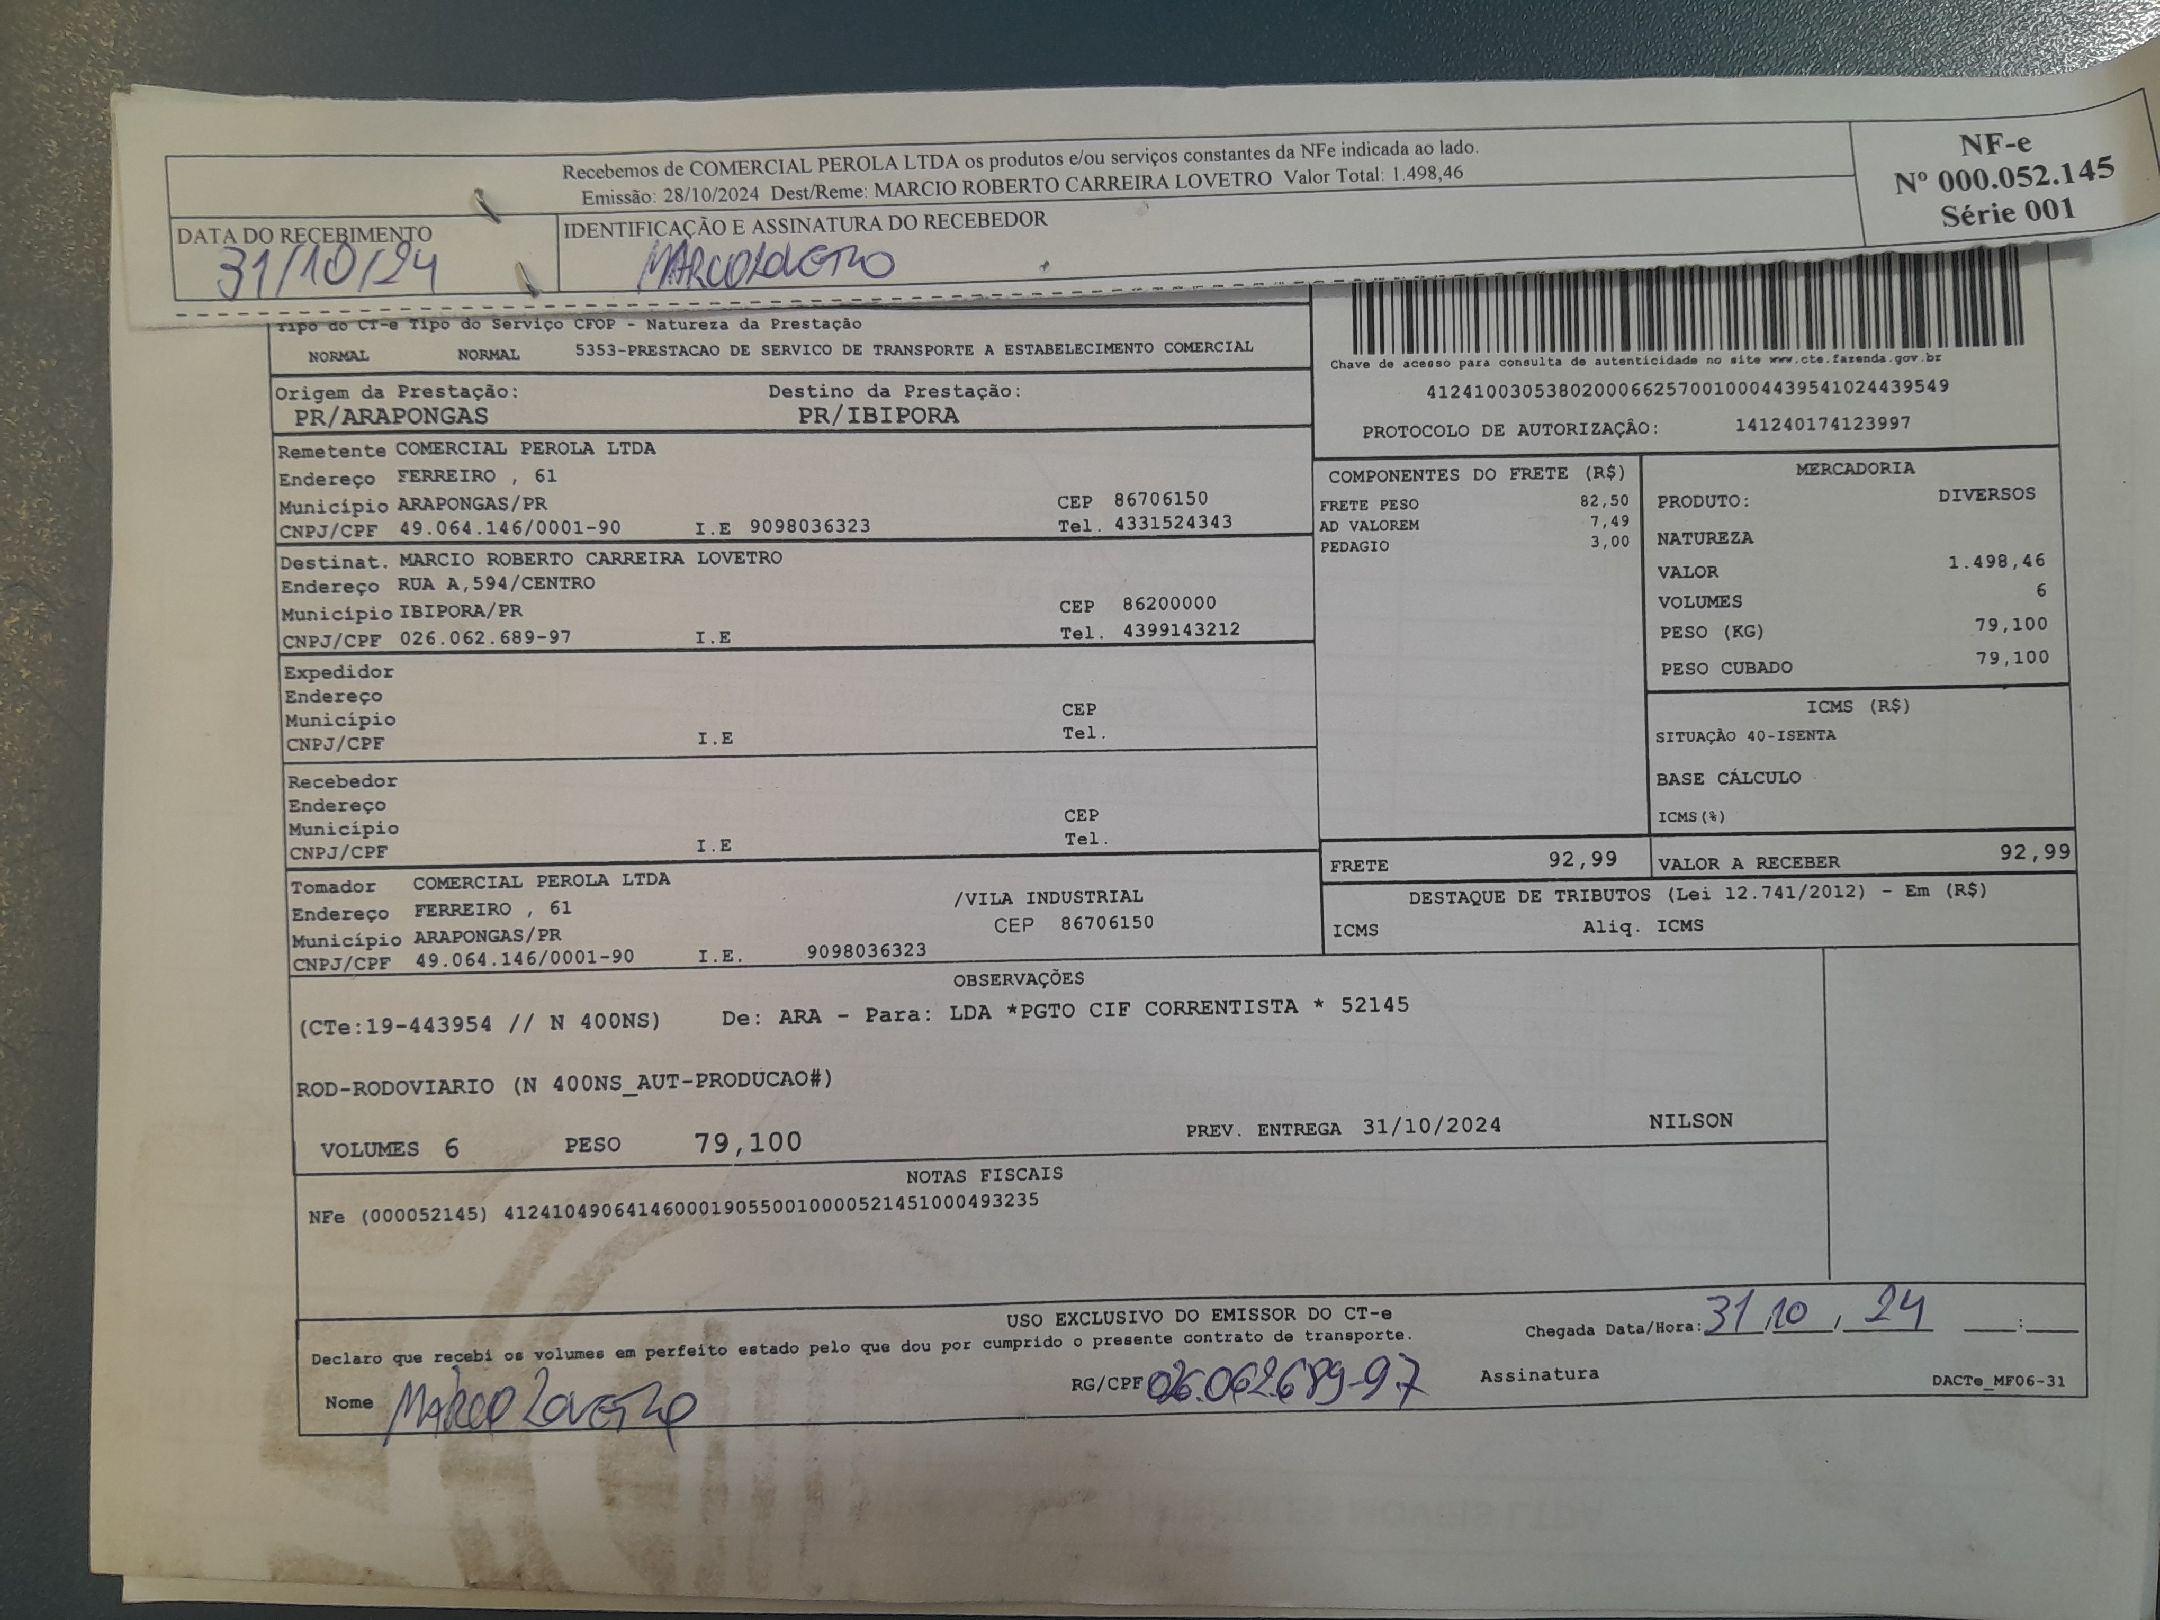 Recebemos de COMERCIAL PEROLA LTDA os produtos e/ou serviços constantes da NFe indicada ao lado.
Emissão: 28/10/2024 Dest/Reme: MARCIO ROBERTO CARREIRA LOVETRO Valor Total: 1.498,46
NF-e
Nº 000.052.145
Série 001
DATA DO RECEBIMENTO
31/10/24
IDENTIFICAÇÃO E ASSINATURA DO RECEBEDOR
Tipo do CT-e Tipo do Serviço CFOP - Natureza da Prestação
NORMAL NORMAL 5353-PRESTACAO DE SERVICO DE TRANSPORTE A ESTABELECIMENTO COMERCIAL
Chave de acesso para consulta de autenticidade no site www.cte.fazenda.gov.br
41241003053802000662570010004439541024439549
PROTOCOLO DE AUTORIZAÇÃO: 141240174123997
Origem da Prestação: Destino da Prestação:
PR/ARAPONGAS PR/IBIPORA
Remetente COMERCIAL PEROLA LTDA
Endereço FERREIRO , 61
Município ARAPONGAS/PR CEP 86706150
CNPJ/CPF 49.064.146/0001-90 I.E 9098036323 Tel. 4331524343
Destinat. MARCIO ROBERTO CARREIRA LOVETRO
Endereço RUA A,594/CENTRO
Município IBIPORA/PR CEP 86200000
CNPJ/CPF 026.062.689-97 I.E Tel. 4399143212
Expedidor
Endereço
Município CEP
CNPJ/CPF I.E Tel.
Recebedor
Endereço
Município CEP
CNPJ/CPF I.E Tel.
Tomador COMERCIAL PEROLA LTDA
Endereço FERREIRO , 61 /VILA INDUSTRIAL
Município ARAPONGAS/PR CEP 86706150
CNPJ/CPF 49.064.146/0001-90 I.E. 9098036323
COMPONENTES DO FRETE (R$)
FRETE PESO 82,50
AD VALOREM 7,49
PEDAGIO 3,00
MERCADORIA
PRODUTO: DIVERSOS
NATUREZA
VALOR 1.498,46
VOLUMES 6
PESO (KG) 79,100
PESO CUBADO 79,100
ICMS (R$)
SITUAÇÃO 40-ISENTA
BASE CÁLCULO
ICMS(%)
FRETE 92,99 VALOR A RECEBER 92,99
DESTAQUE DE TRIBUTOS (Lei 12.741/2012) - Em (R$)
ICMS Aliq. ICMS
OBSERVAÇÕES
(CTe:19-443954 // N 400NS) De: ARA - Para: LDA *PGTO CIF CORRENTISTA * 52145
ROD-RODOVIARIO (N 400NS_AUT-PRODUCAO#)
VOLUMES 6 PESO 79,100 PREV. ENTREGA 31/10/2024 NILSON
NOTAS FISCAIS
NFe (000052145) 41241049064146000190550010000521451000493235
USO EXCLUSIVO DO EMISSOR DO CT-e
Declaro que recebi os volumes em perfeito estado pelo que dou por cumprido o presente contrato de transporte.
Chegada Data/Hora: 31/10/24 :
Nome
RG/CPF 026.062.689-97
Assinatura
DACTe_MF06-31